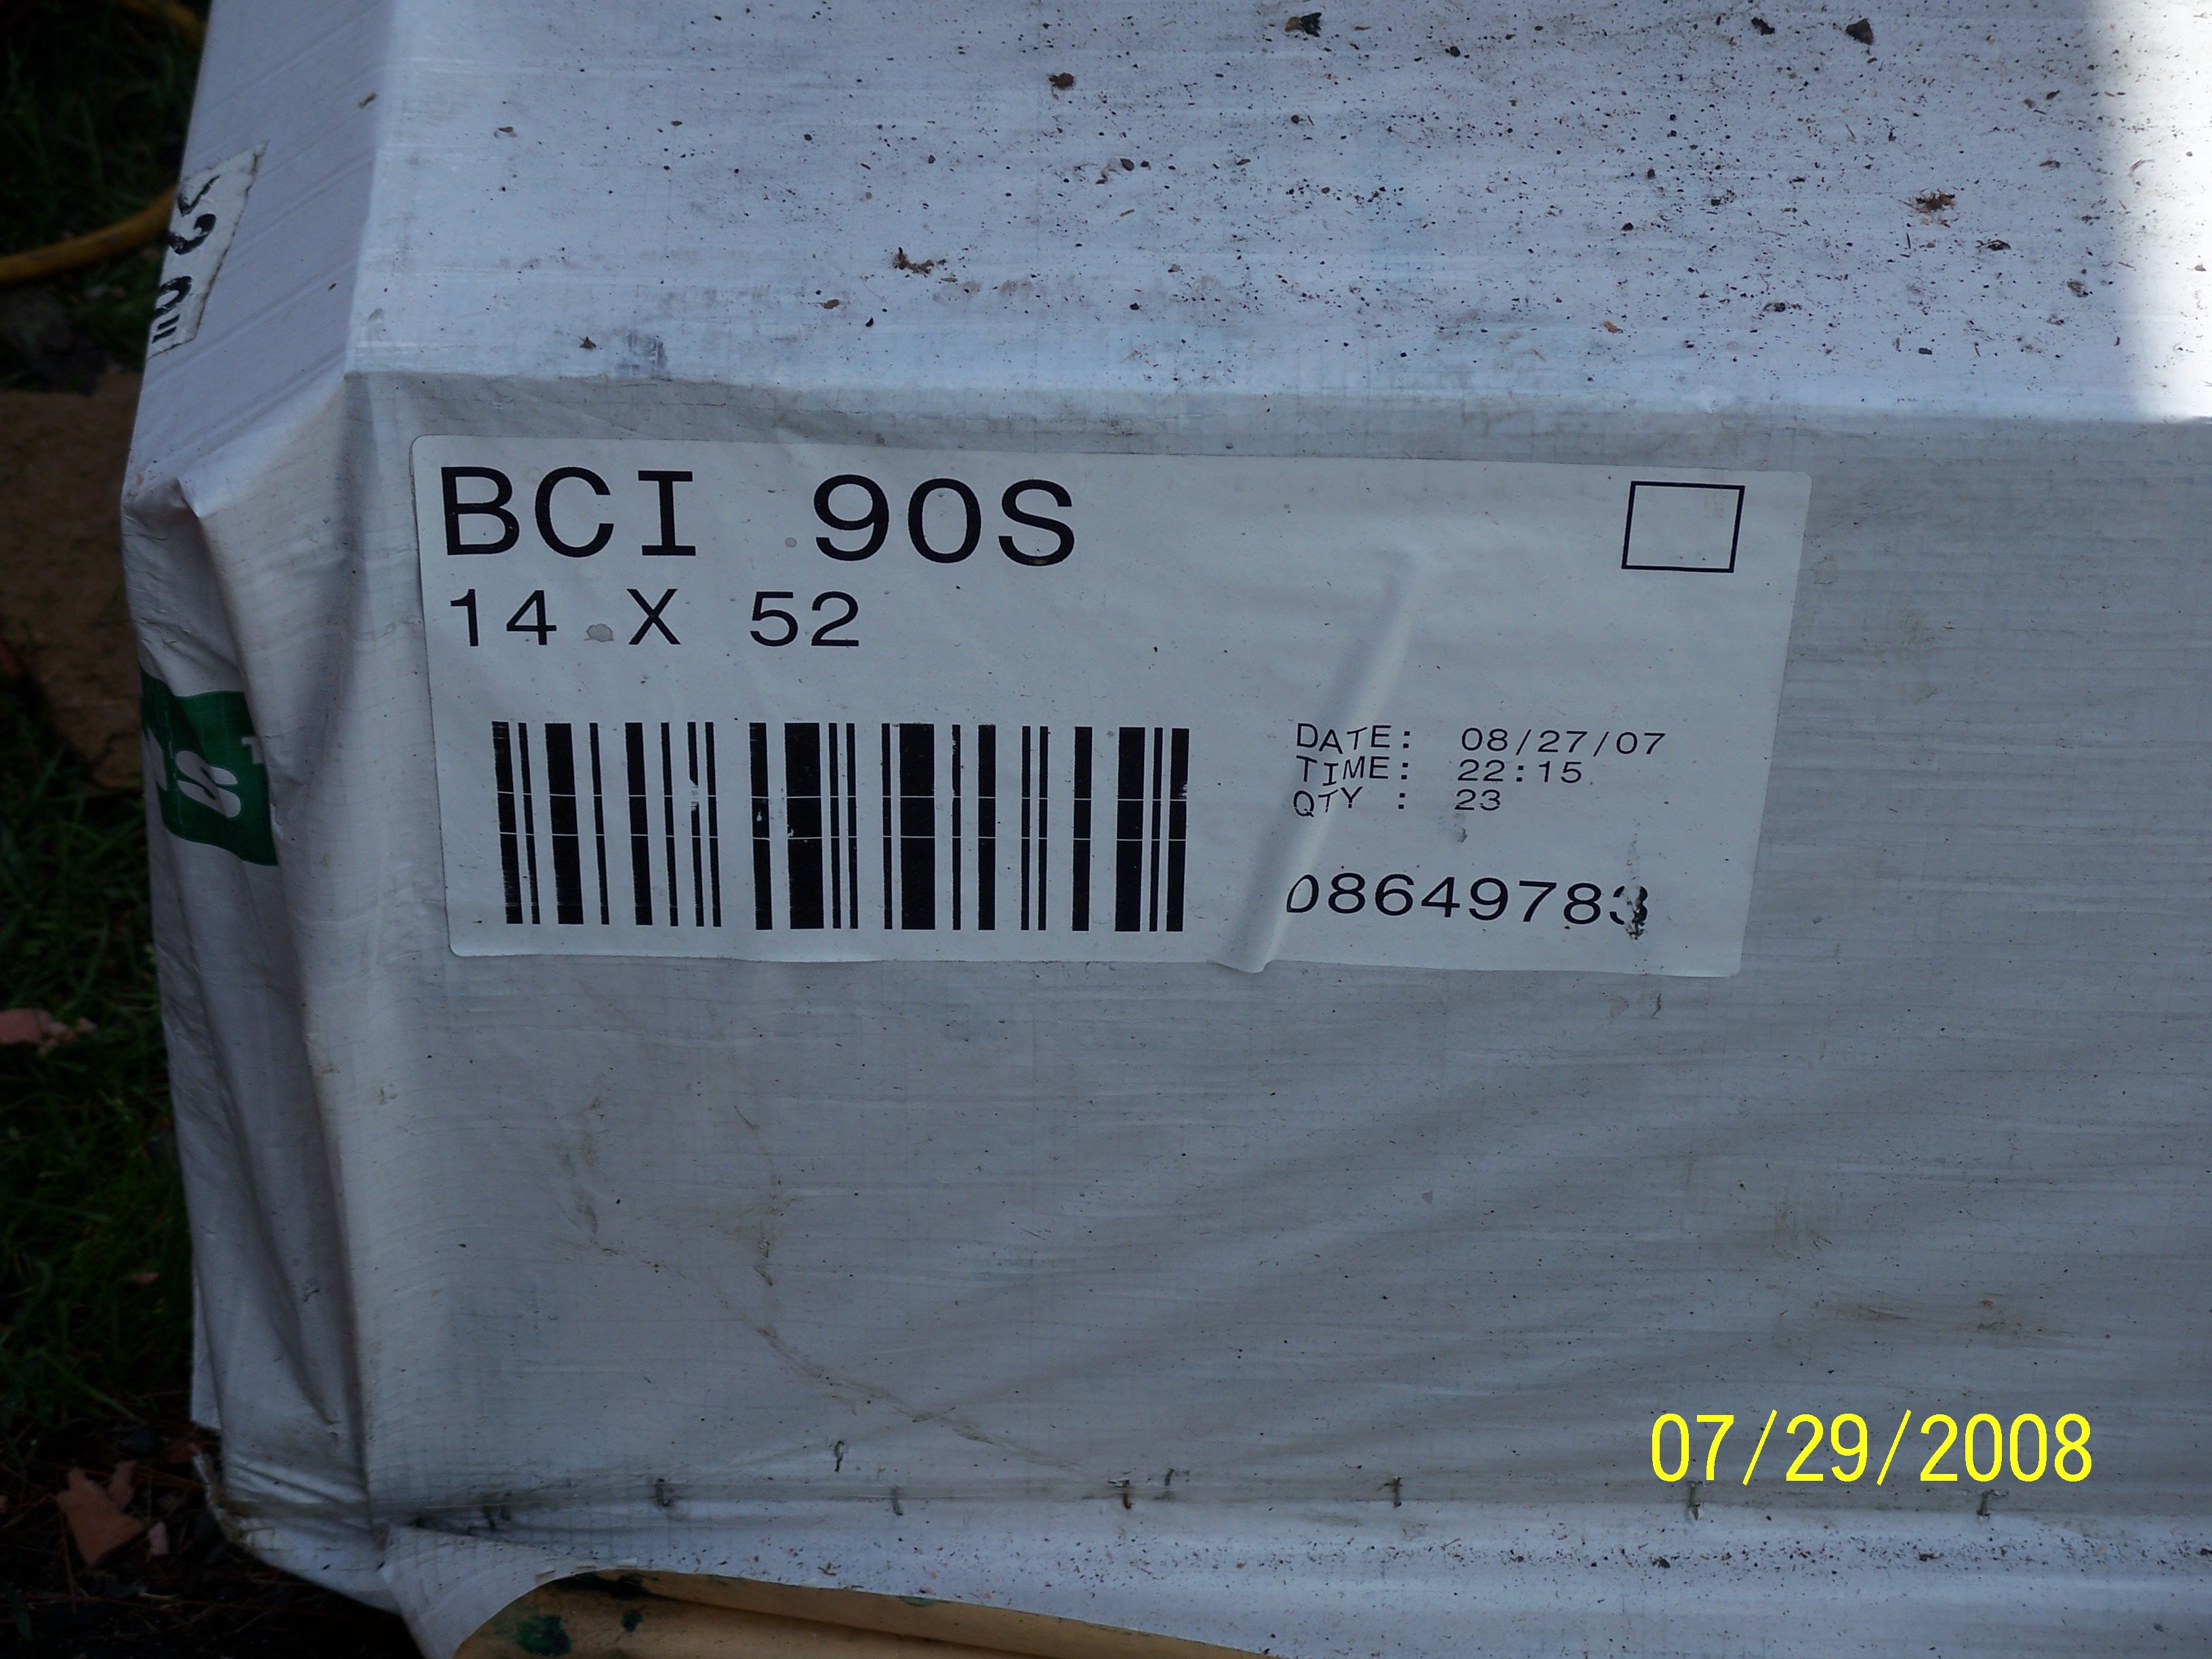 BCI 90S
14 X 52
DATE: 08/27/07
TIME: 22:15
QTY : 23
08649783
07/29/2008